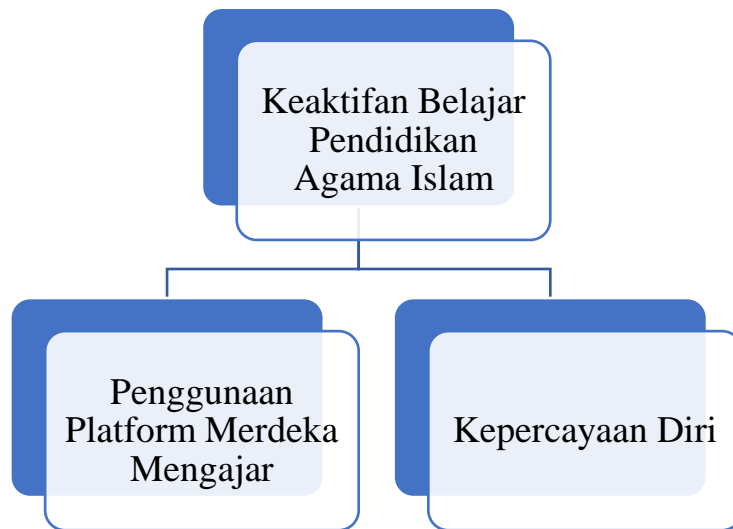 Keaktifan Belajar
Pendidikan
Agama Islam
Penggunaan
Platform Merdeka
Mengajar
Kepercayaan Diri